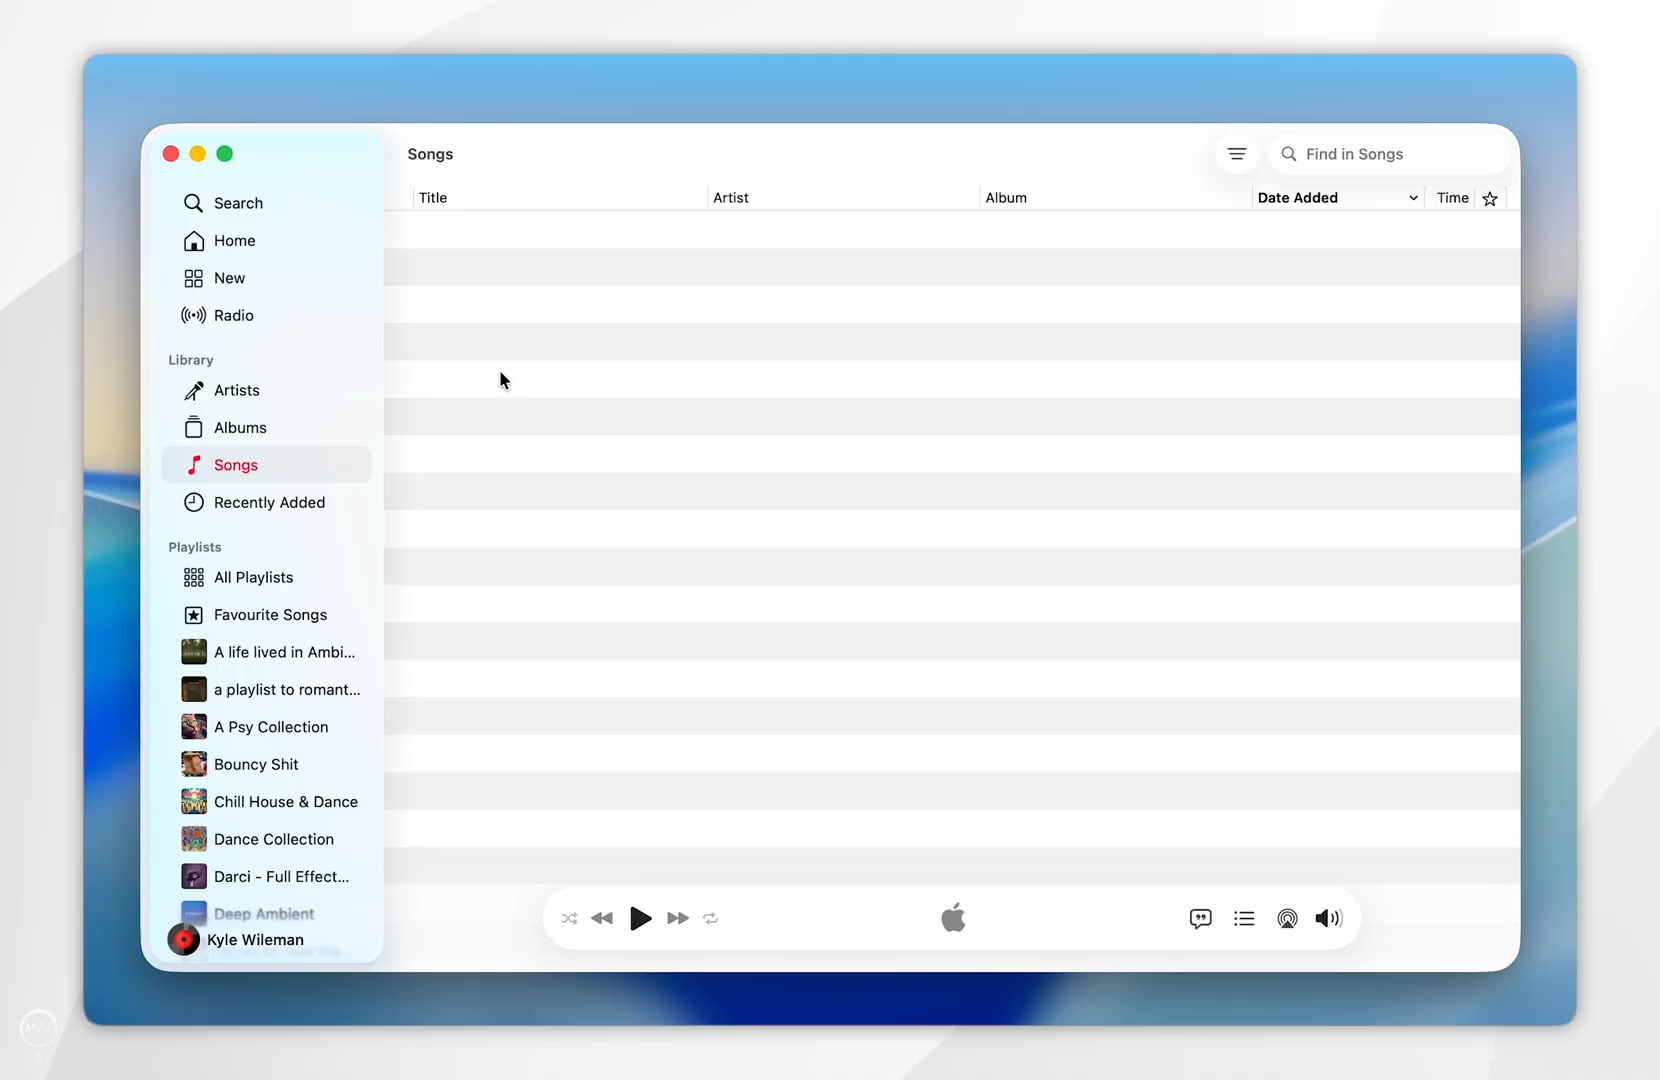 Songs
Find in Songs
Title
Artist
Album
Date Added
Time
Search
Home
New
Radio
Library
Artists
Albums
Songs
Recently Added
Playlists
All Playlists
Favourite Songs
A life lived in Ambi...
a playlist to romant...
A Psy Collection
Bouncy Shit
Chill House & Dance
Dance Collection
Darci - Full Effect...
Deep Ambient
Kyle Wileman